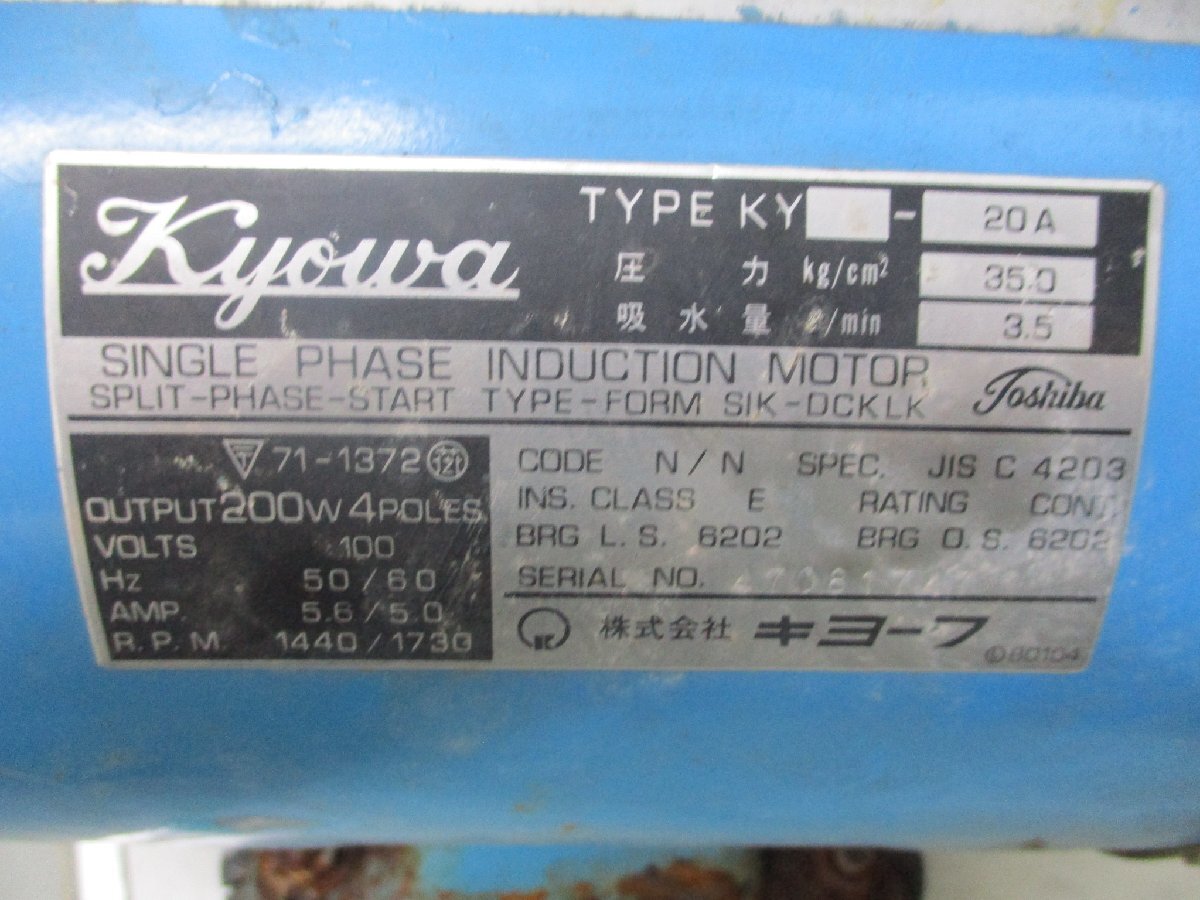 Kyowa
TYPE KY - 20A
圧 力 kg/cm² 35.0
吸 水 量 ℓ/min 3.5
SINGLE PHASE INDUCTION MOTOR
SPLIT-PHASE-START TYPE-FORM SIK-DCKLK
Toshiba
71-1372
OUTPUT 200W 4POLES
VOLTS 100
Hz 50/60
AMP. 5.6/5.0
R.P.M. 1440/1730
CODE N/N SPEC. JIS C 4203
INS. CLASS E RATING CONT.
BRG L.S. 6202 BRG O.S. 6202
SERIAL NO.
株式会社 キョーワ
©80104